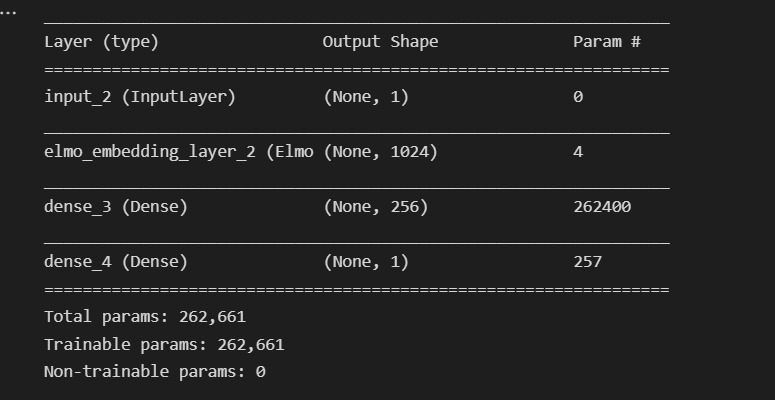 ...
_________________________________________________________________
Layer (type)                 Output Shape              Param #
=================================================================
input_2 (InputLayer)         (None, 1)                 0
_________________________________________________________________
elmo_embedding_layer_2 (Elmo (None, 1024)              4
_________________________________________________________________
dense_3 (Dense)              (None, 256)               262400
_________________________________________________________________
dense_4 (Dense)              (None, 1)                 257
=================================================================
Total params: 262,661
Trainable params: 262,661
Non-trainable params: 0